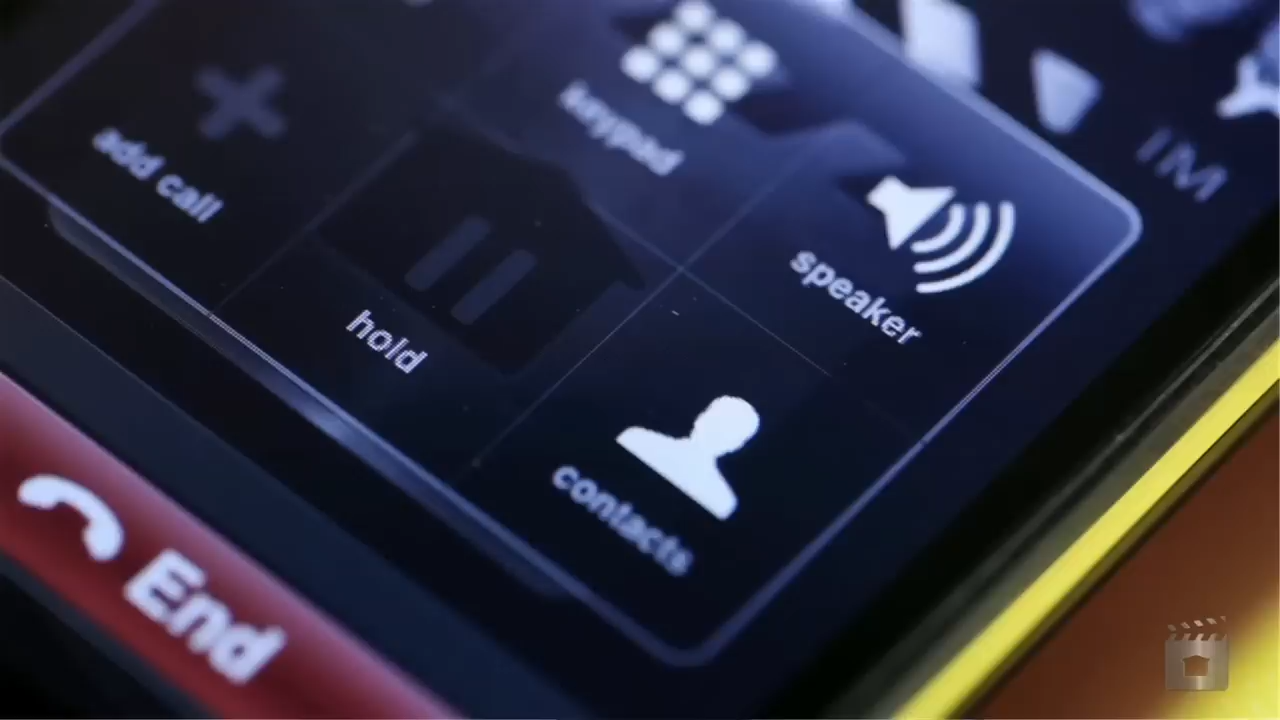 keypad
speaker
add call
hold
contacts
IM
End